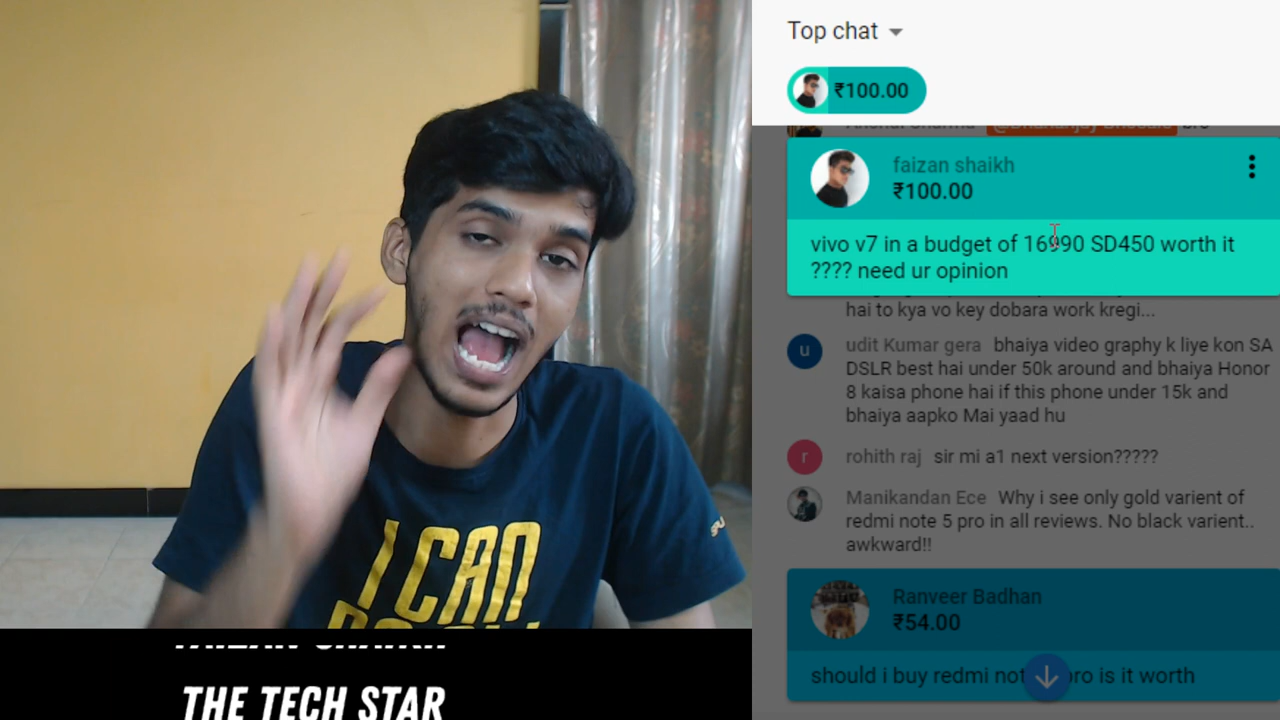 Top chat
₹100.00
faizan shaikh
₹100.00
vivo v7 in a budget of 16990 SD450 worth it
???? need ur opinion
hai to kya vo key dobara work kregi...
udit Kumar gera bhaiya video graphy k liye kon SA
DSLR best hai under 50k around and bhaiya Honor
8 kaisa phone hai if this phone under 15k and
bhaiya aapko Mai yaad hu
rohith raj sir mi a1 next version?????
Manikandan Ece Why i see only gold varient of
redmi note 5 pro in all reviews. No black varient..
awkward!!
Ranveer Badhan
₹54.00
should i buy redmi pro is it worth
u
r
I CAN
FAIZAN SHAIKH
THE TECH STAR